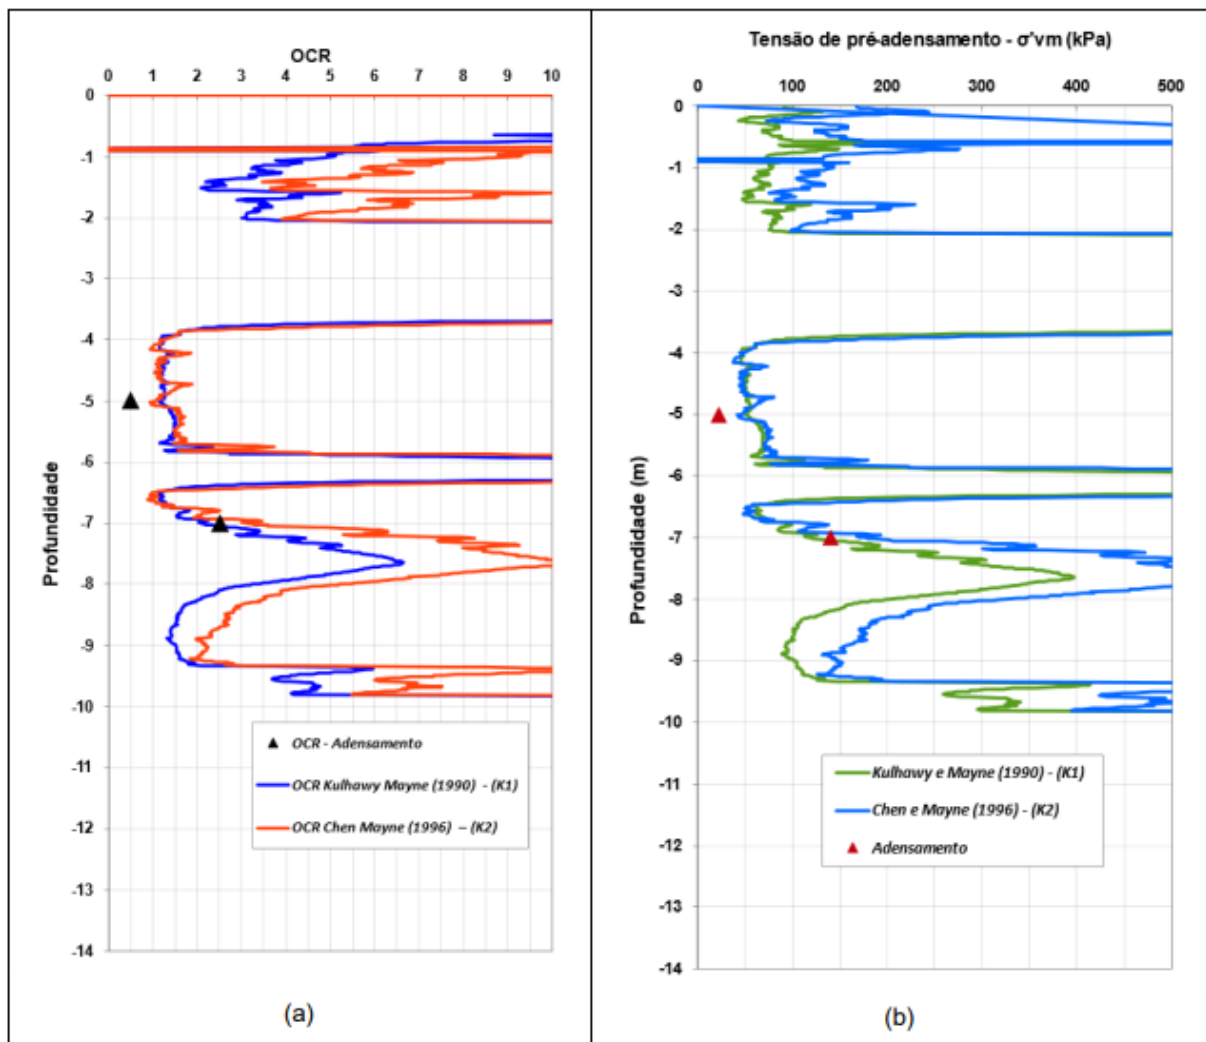 OCR
0 1 2 3 4 5 6 7 8 9 10
0
-1
-2
-3
-4
-5
-6
-7
-8
-9
-10
-11
-12
-13
-14
Profundidade
OCR - Adensamento
OCR Kulhawy Mayne (1990) - (K1)
OCR Chen Mayne (1996) – (K2)
(a)
Tensão de pré-adensamento - σ'vm (kPa)
0 100 200 300 400 500
0
-1
-2
-3
-4
-5
-6
-7
-8
-9
-10
-11
-12
-13
-14
Profundidade (m)
Kulhawy e Mayne (1990) - (K1)
Chen e Mayne (1996) - (K2)
Adensamento
(b)